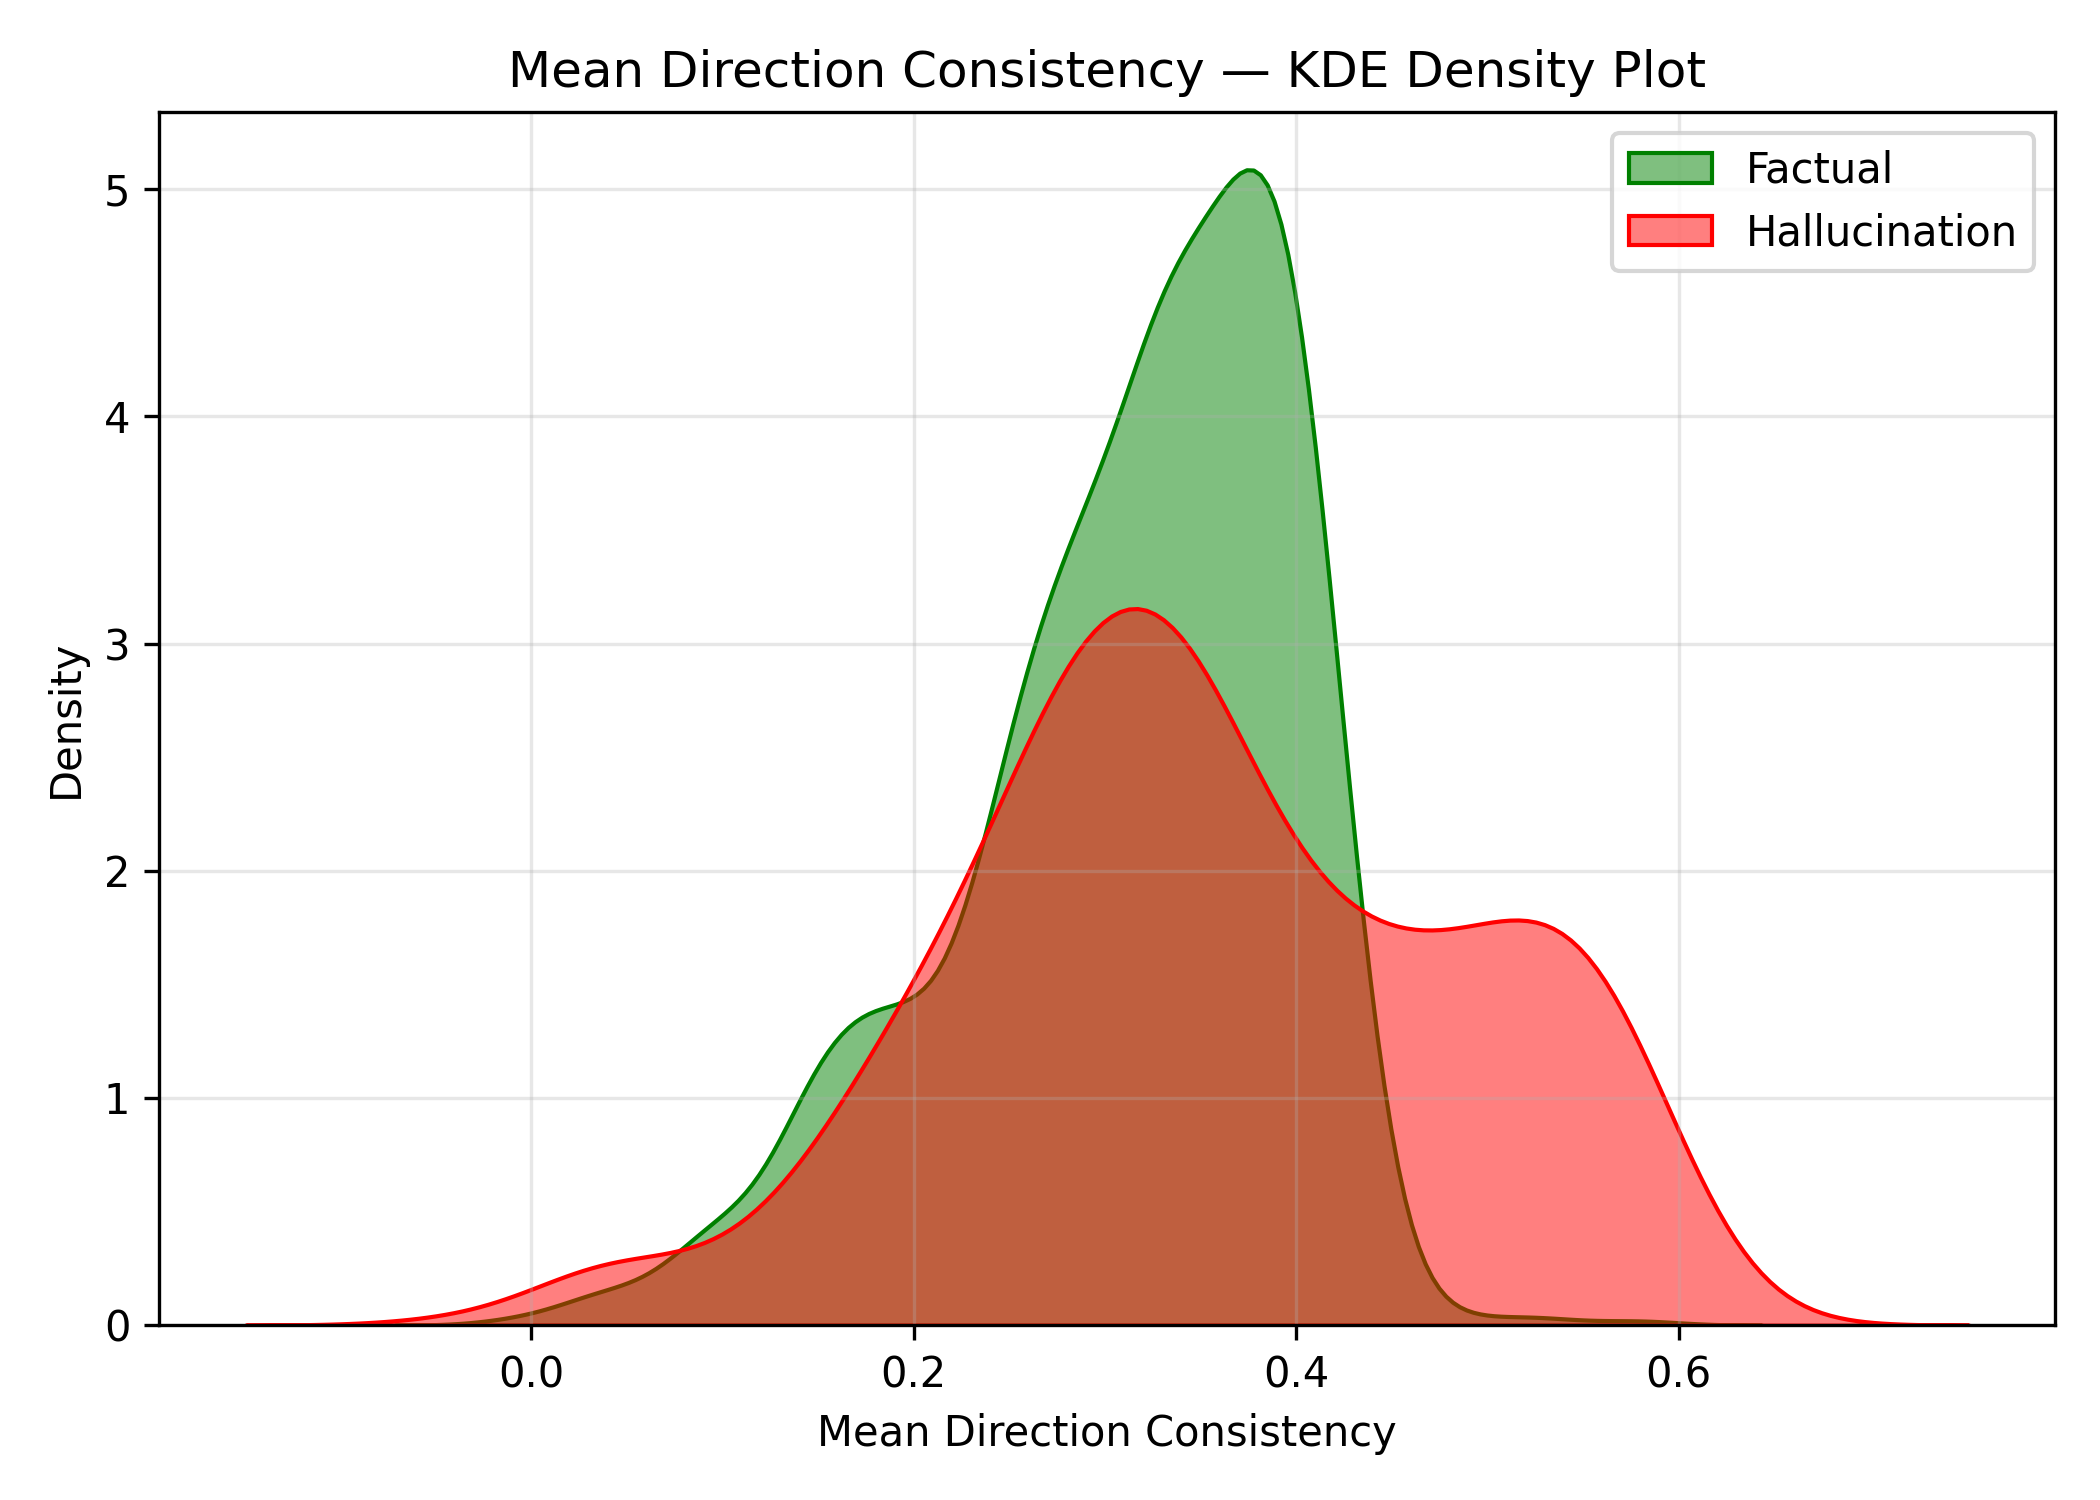 Mean Direction Consistency — KDE Density Plot
Factual
Hallucination
Density
5
4
3
2
1
0
0.0 0.2 0.4 0.6
Mean Direction Consistency